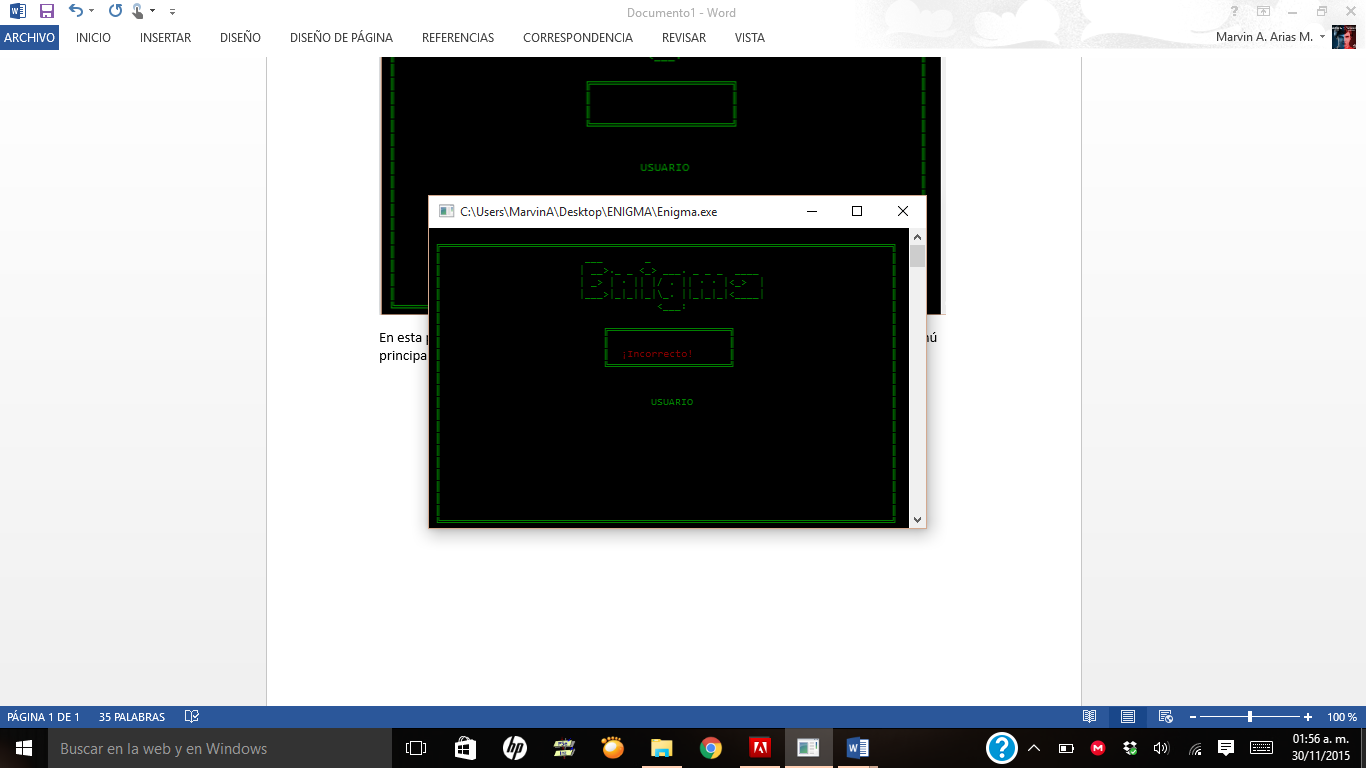 Documento1 - Word
ARCHIVO INICIO INSERTAR DISEÑO DISEÑO DE PÁGINA REFERENCIAS CORRESPONDENCIA REVISAR VISTA Marvin A. Arias M.
USUARIO
C:\Users\MarvinA\Desktop\ENIGMA\Enigma.exe
Enigma
En esta
principa
¡Incorrecto!
USUARIO
PÁGINA 1 DE 1 35 PALABRAS 100 %
Buscar en la web y en Windows
hp
01:56 a. m.
30/11/2015